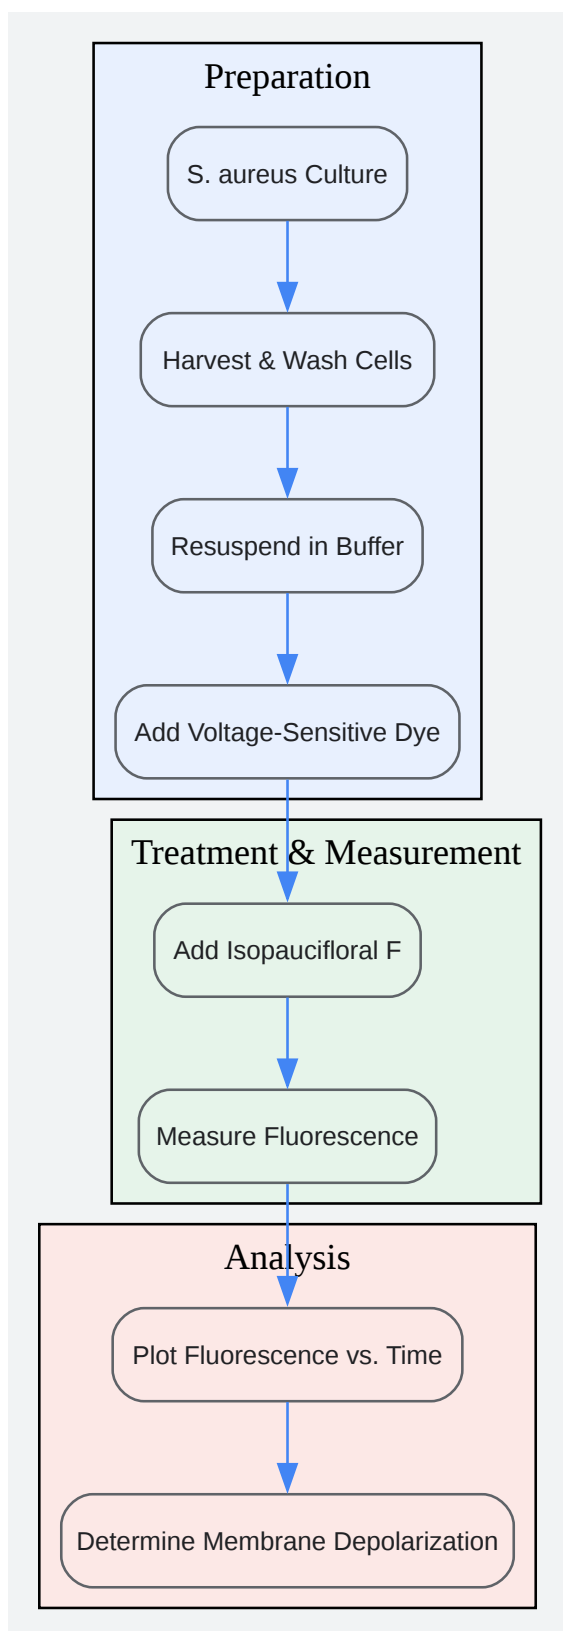 Preparation
S. aureus Culture
Harvest & Wash Cells
Resuspend in Buffer
Add Voltage-Sensitive Dye
Treatment & Measurement
Add Isopaucifloral F
Measure Fluorescence
Analysis
Plot Fluorescence vs. Time
Determine Membrane Depolarization